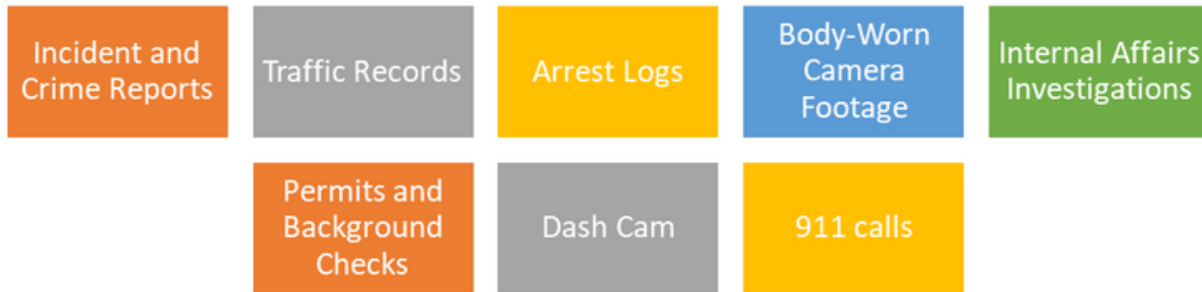 Incident and
Crime Reports
Traffic Records
Arrest Logs
Body-Worn
Camera
Footage
Internal Affairs
Investigations
Permits and
Background
Checks
Dash Cam
911 calls